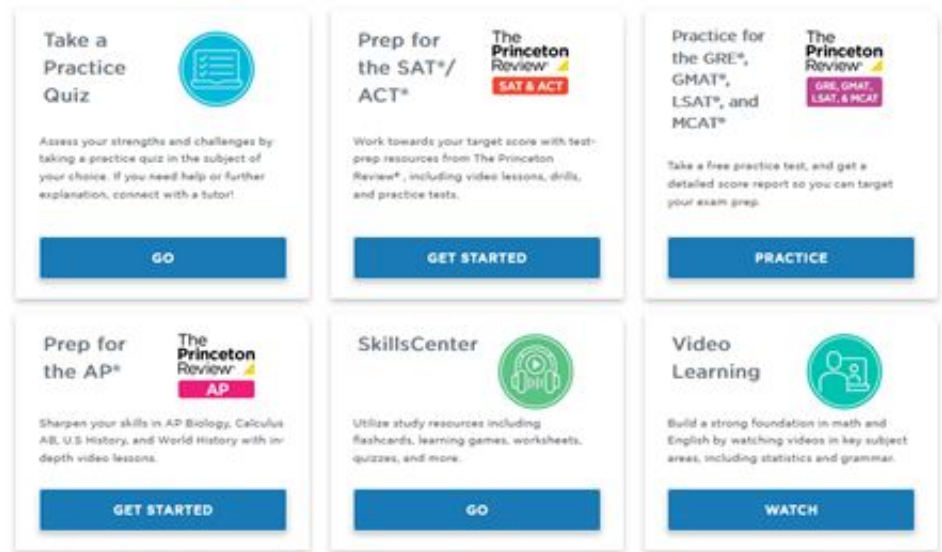 Take a
Practice
Quiz
Assess your strengths and challenges by
taking a practice quiz in the subject of
your choice. If you need help or further
explanation, connect with a tutor!
GO
Prep for
the SAT®/
ACT®
The
Princeton
Review
SAT & ACT
Work towards your target score with test-
prep resources from The Princeton
Review®, including video lessons, drills,
and practice tests.
GET STARTED
Practice for
the GRE®,
GMAT®,
LSAT®, and
MCAT®
The
Princeton
Review
GRE, GMAT,
LSAT, & MCAT
Take a free practice test, and get a
detailed score report so you can target
your exam prep.
PRACTICE
Prep for
the AP®
The
Princeton
Review
AP
Sharpen your skills in AP Biology, Calculus
AB, U.S History, and World History with in-
depth video lessons.
GET STARTED
SkillsCenter
Utilize study resources including
flashcards, learning games, worksheets,
quizzes, and more.
GO
Video
Learning
Build a strong foundation in math and
English by watching videos in key subject
areas, including statistics and grammar.
WATCH